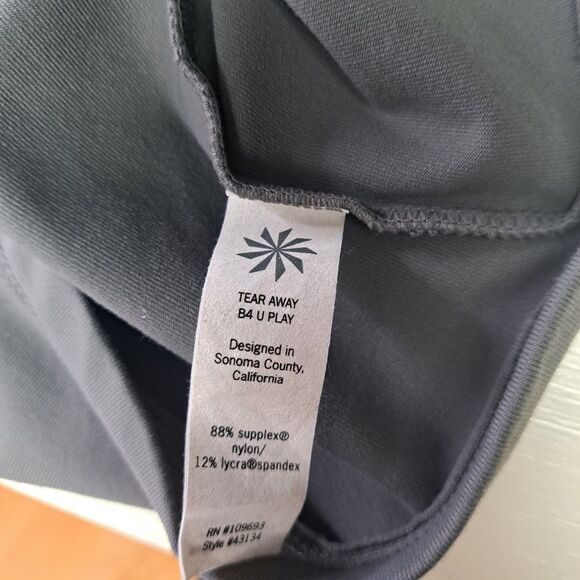 TEAR AWAY
B4 U PLAY
Designed in
Sonoma County,
California
88% supplex®
nylon/
12% lycra®spandex
RN #109693
Style #43134